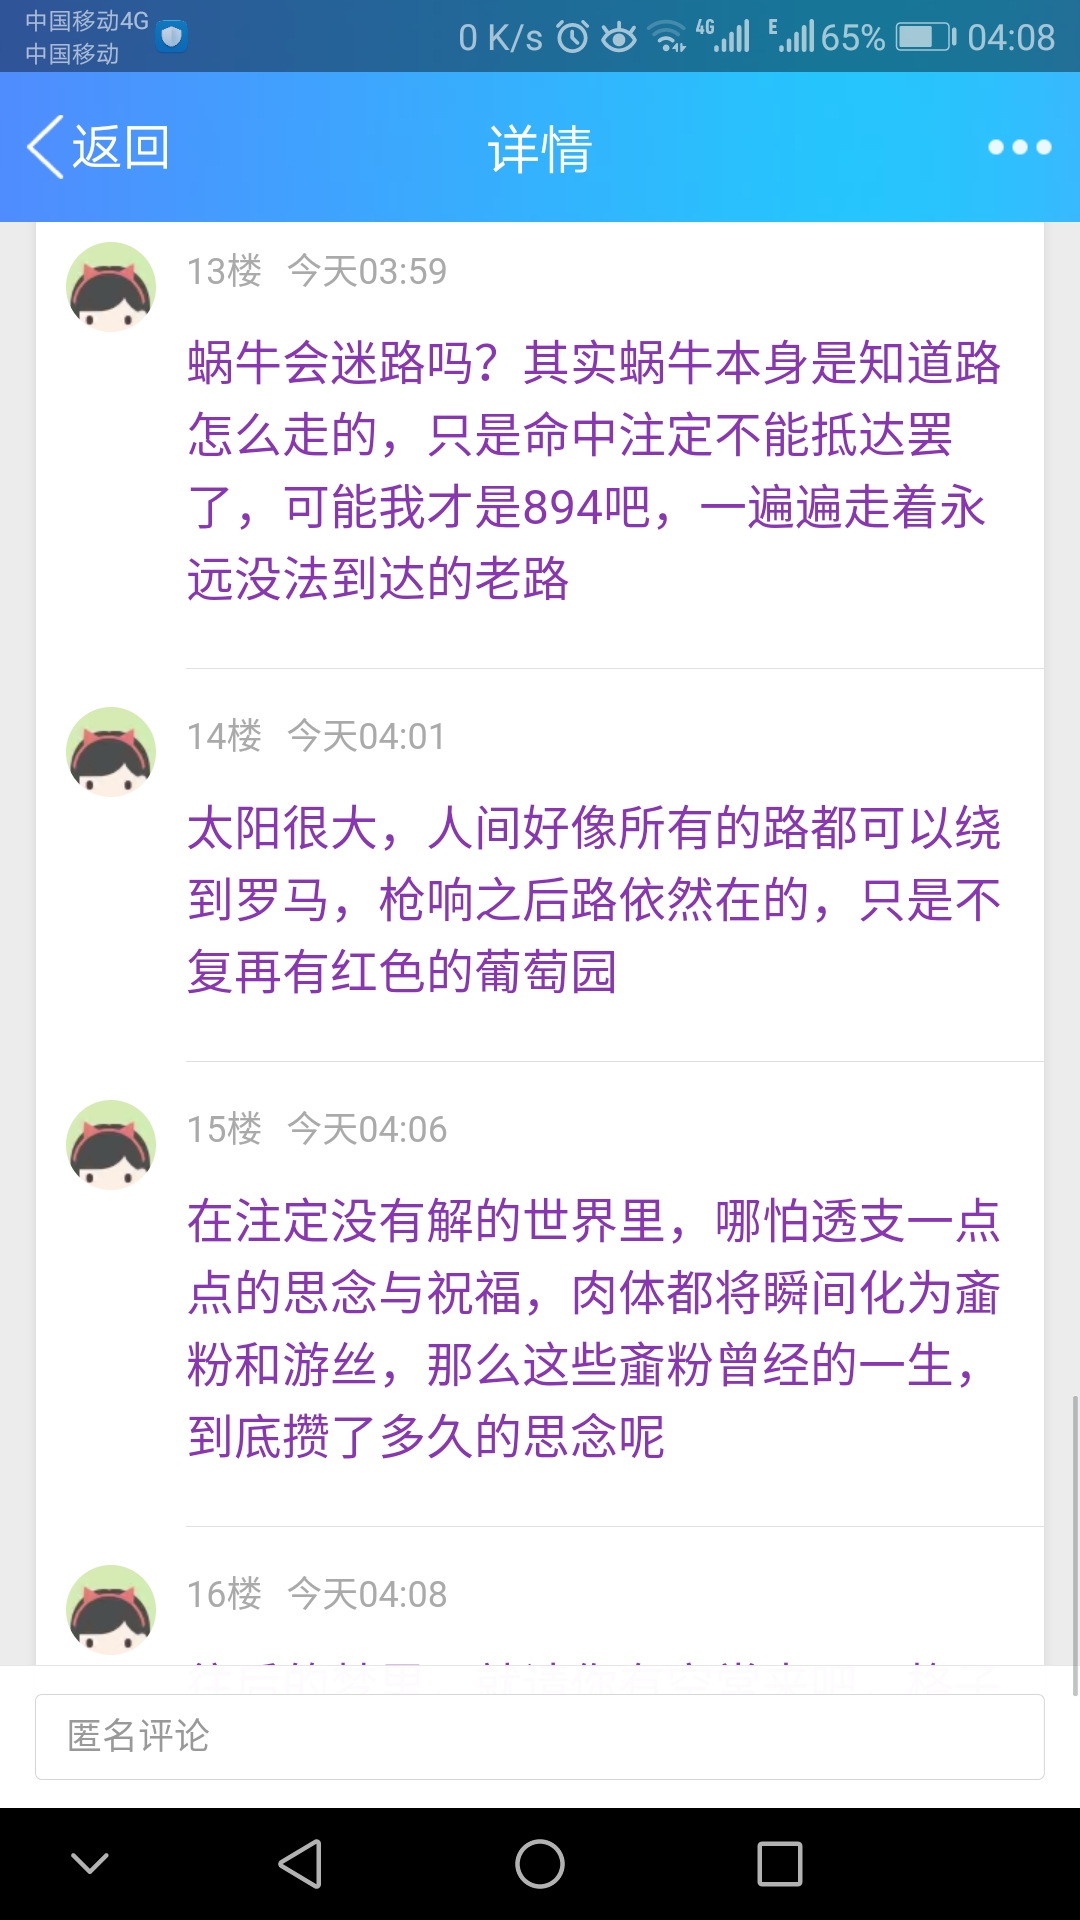 中国移动4G
中国移动
0 K/s 4G E 65% 04:08
返回 详情
13楼 今天03:59
蜗牛会迷路吗？其实蜗牛本身是知道路
怎么走的，只是命中注定不能抵达罢
了，可能我才是894吧，一遍遍走着永
远没法到达的老路
14楼 今天04:01
太阳很大，人间好像所有的路都可以绕
到罗马，枪响之后路依然在的，只是不
复再有红色的葡萄园
15楼 今天04:06
在注定没有解的世界里，哪怕透支一点
点的思念与祝福，肉体都将瞬间化为齑
粉和游丝，那么这些齑粉曾经的一生，
到底攒了多久的思念呢
16楼 今天04:08
匿名评论